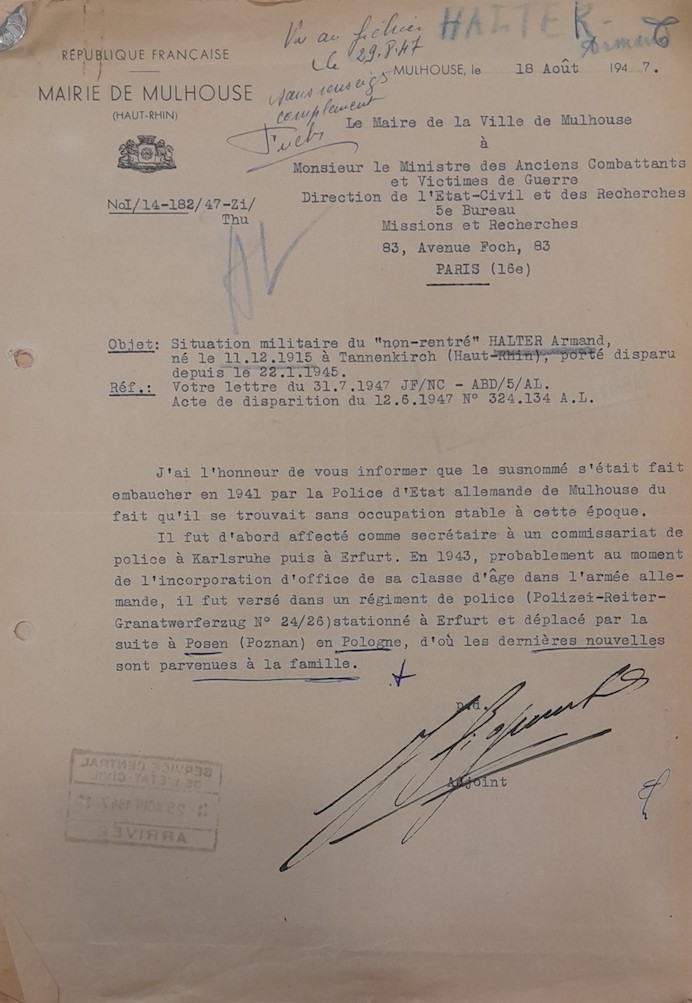 HALTER
Armand
Vu au fichier
le 29.8.47
sans renseigs
complément
RÉPUBLIQUE FRANÇAISE
MAIRIE DE MULHOUSE
(HAUT-RHIN)
MULHOUSE, le 18 Août 1947.
Le Maire de la Ville de Mulhouse
à
Monsieur le Ministre des Anciens Combattants
et Victimes de Guerre
Direction de l'Etat-Civil et des Recherches
5e Bureau
Missions et Recherches
83, Avenue Foch, 83
PARIS (16e)
NoI/14-182/47-Zi/
Thu
Objet: Situation militaire du "non-rentré" HALTER Armand,
né le 11.12.1915 à Tannenkirch (Haut-Rhin), porté disparu
depuis le 22.1.1945.
Réf.: Votre lettre du 31.7.1947 JF/NC - ABD/5/AL.
Acte de disparition du 12.6.1947 N° 324.134 A.L.
J'ai l'honneur de vous informer que le susnommé s'était fait
embaucher en 1941 par la Police d'Etat allemande de Mulhouse du
fait qu'il se trouvait sans occupation stable à cette époque.
Il fut d'abord affecté comme secrétaire à un commissariat de
police à Karlsruhe puis à Erfurt. En 1943, probablement au moment
de l'incorporation d'office de sa classe d'âge dans l'armée alle-
mande, il fut versé dans un régiment de police (Polizei-Reiter-
Granatwerferzug N° 24/26)stationné à Erfurt et déplacé par la
suite à Posen (Poznan) en Pologne, d'où les dernières nouvelles
sont parvenues à la famille.
Adjoint
SERVICE CENTRAL
DE L'ETAT-CIVIL
ARRIVÉE